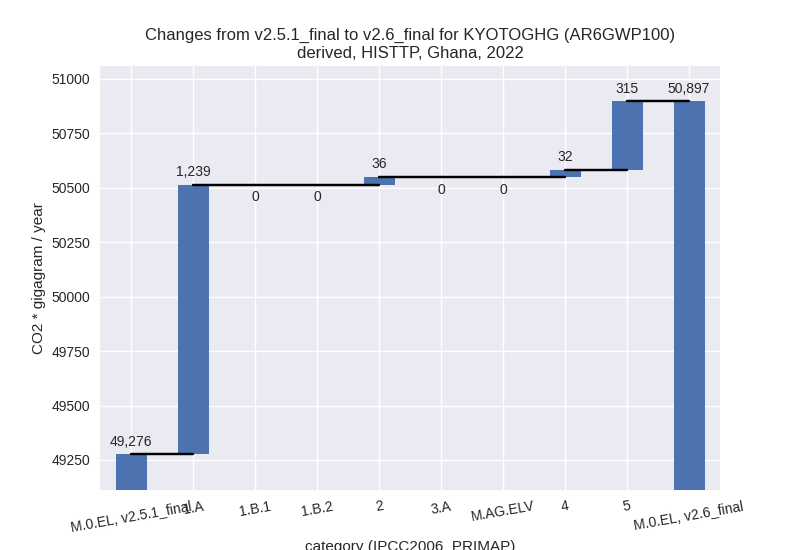 Changes from v2.5.1_final to v2.6_final for KYOTOGHG (AR6GWP100)
derived, HISTTP, Ghana, 2022
51000
50750
50500
50250
50000
49750
49500
49250
CO2 * gigagram / year
49,276
1,239
0
0
36
0
0
32
315
50,897
M.0.EL, v2.5.1_final
1.A
1.B.1
1.B.2
2
3.A
M.AG.ELV
4
5
M.0.EL, v2.6_final
category (IPCC2006_PRIMAP)